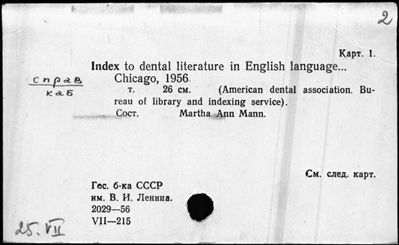 2
Карт. 1.
Index to dental literature in English language...
Chicago, 1956.
справ
каб
т. 26 см. (American dental association. Bu-
reau of library and indexing service).
Сост. Martha Ann Mann.
См. след. карт.
Гос. б-ка СССР
им. В. И. Ленина.
2029—56
VII—215
25.VII